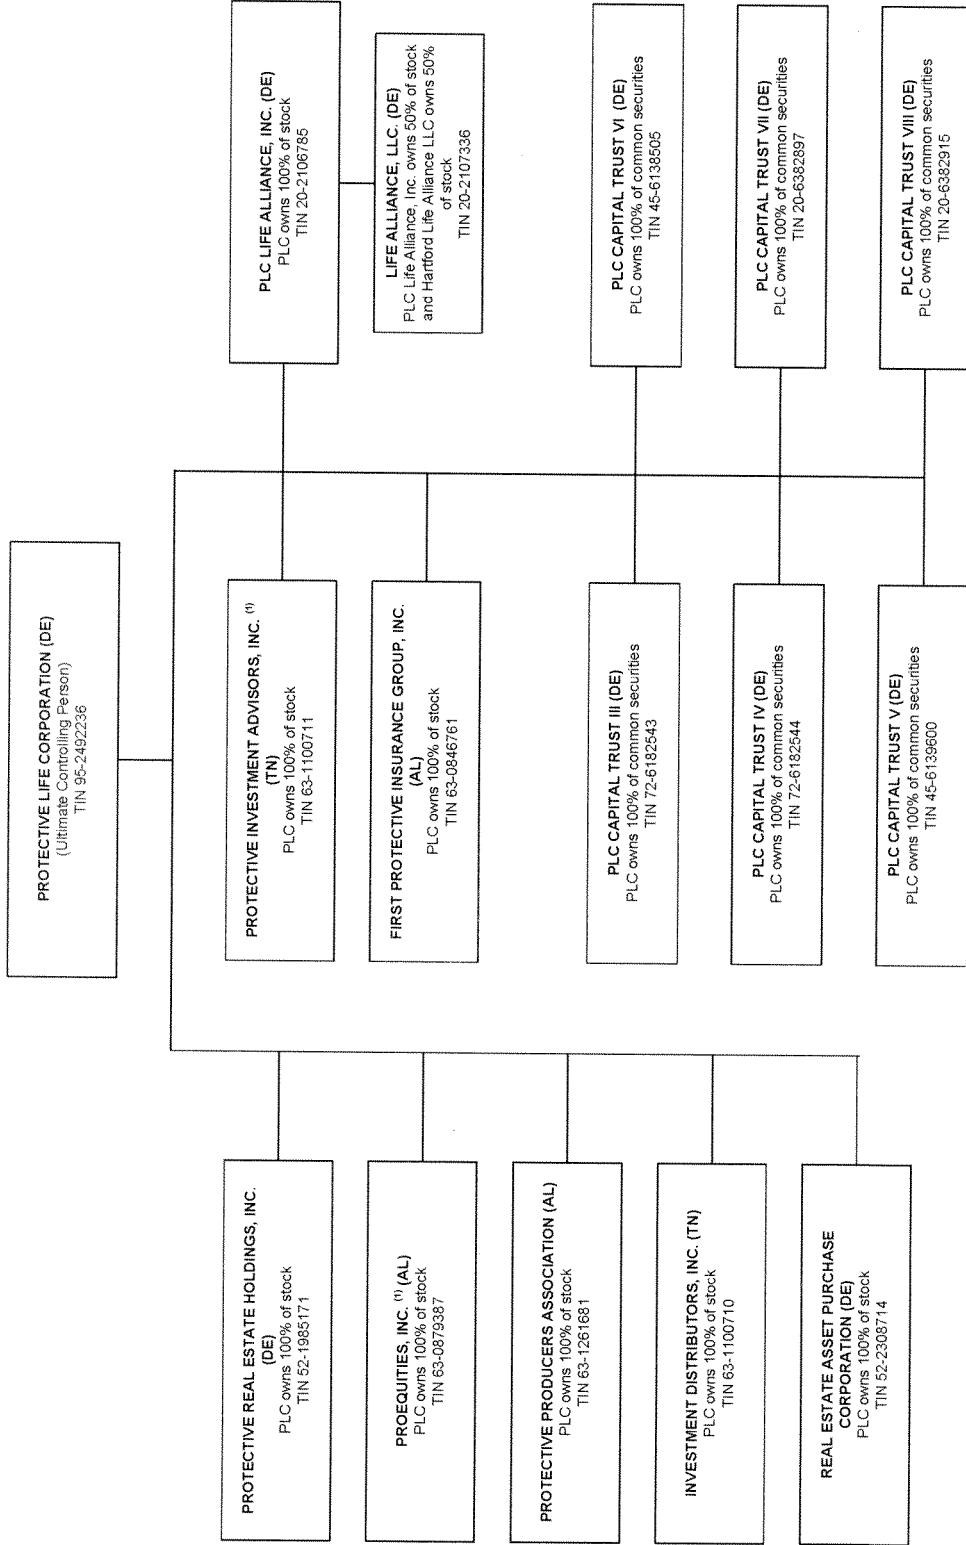 PROTECTIVE LIFE CORPORATION (DE)
(Ultimate Controlling Person)
TIN 95-2492236
PROTECTIVE REAL ESTATE HOLDINGS, INC.
(DE)
PLC owns 100% of stock
TIN 52-1985171
PROEQUITIES, INC. (1) (AL)
PLC owns 100% of stock
TIN 63-0879387
PROTECTIVE PRODUCERS ASSOCIATION (AL)
PLC owns 100% of stock
TIN 63-1261681
INVESTMENT DISTRIBUTORS, INC. (TN)
PLC owns 100% of stock
TIN 63-1100710
REAL ESTATE ASSET PURCHASE
CORPORATION (DE)
PLC owns 100% of stock
TIN 52-2308714
PROTECTIVE INVESTMENT ADVISORS, INC. (1)
(TN)
PLC owns 100% of stock
TIN 63-1100711
FIRST PROTECTIVE INSURANCE GROUP, INC.
(AL)
PLC owns 100% of stock
TIN 63-0846761
PLC CAPITAL TRUST III (DE)
PLC owns 100% of common securities
TIN 72-6182543
PLC CAPITAL TRUST IV (DE)
PLC owns 100% of common securities
TIN 72-6182544
PLC CAPITAL TRUST V (DE)
PLC owns 100% of common securities
TIN 45-6139600
PLC LIFE ALLIANCE, INC. (DE)
PLC owns 100% of stock
TIN 20-2106785
LIFE ALLIANCE, LLC. (DE)
PLC Life Alliance, Inc. owns 50% of stock
and Hartford Life Alliance LLC owns 50%
of stock
TIN 20-2107336
PLC CAPITAL TRUST VI (DE)
PLC owns 100% of common securities
TIN 45-6138505
PLC CAPITAL TRUST VII (DE)
PLC owns 100% of common securities
TIN 20-6382897
PLC CAPITAL TRUST VIII (DE)
PLC owns 100% of common securities
TIN 20-6382915